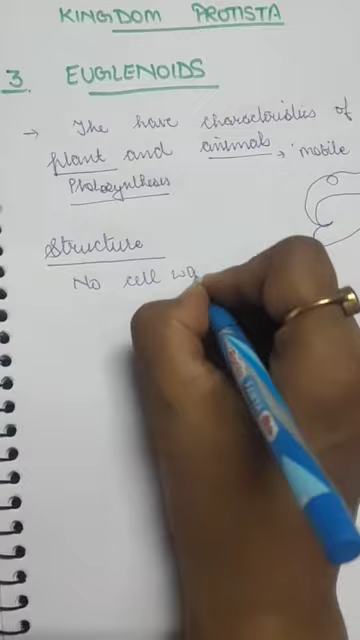 KINGDOM PROTISTA
3. EUGLENOIDS
→ The have characteristics of
plant and animals → 'mobile
Photosynthesis
Structure
No cell wa